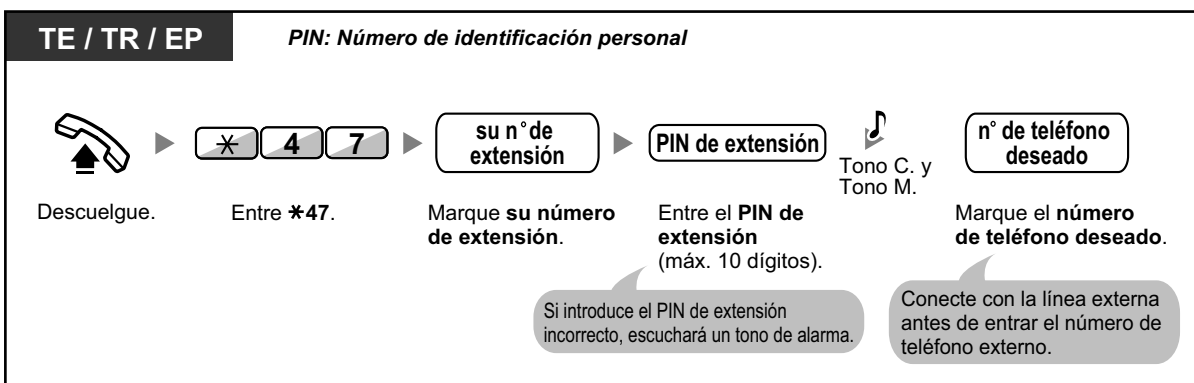 TE / TR / EP
PIN: Número de identificación personal
✱ 4 7
su n° de
extensión
PIN de extensión
Tono C. y
Tono M.
n° de teléfono
deseado
Descuelgue.
Entre ✱47.
Marque su número
de extensión.
Entre el PIN de
extensión
(máx. 10 dígitos).
Marque el número
de teléfono deseado.
Si introduce el PIN de extensión
incorrecto, escuchará un tono de alarma.
Conecte con la línea externa
antes de entrar el número de
teléfono externo.